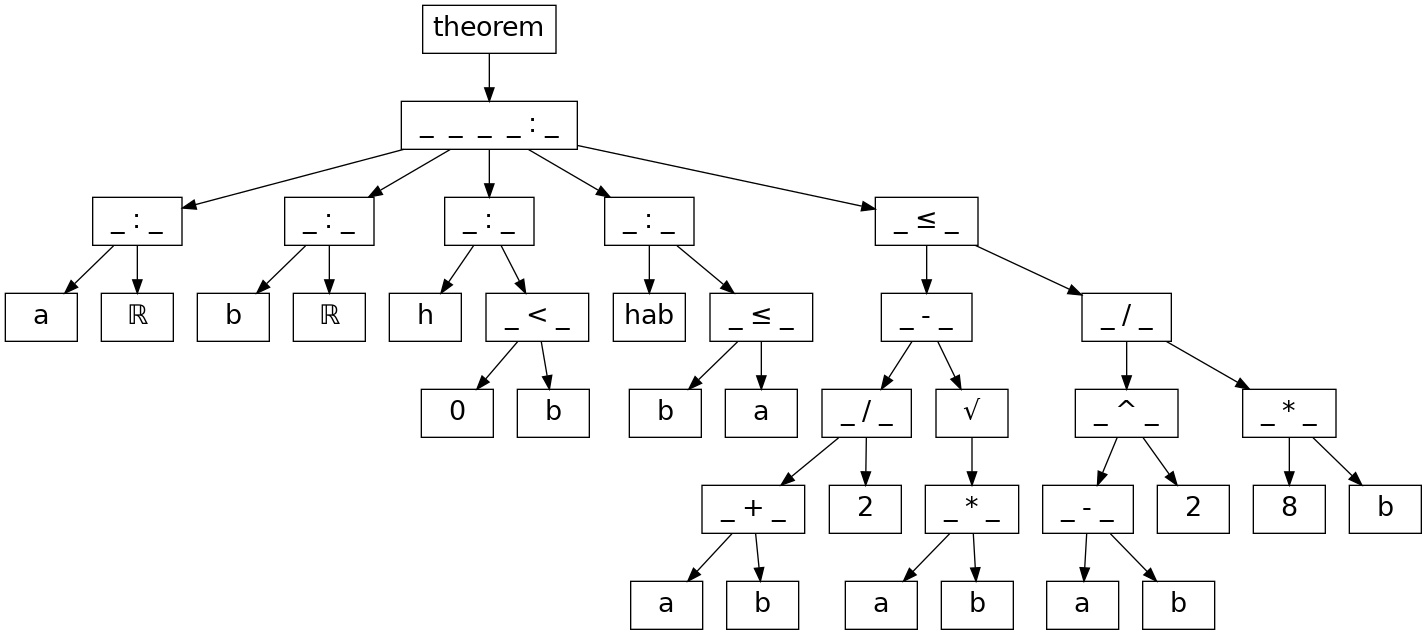 theorem
_ _ _ _ : _
_ : _
_ : _
_ : _
_ : _
_ ≤ _
a
ℝ
b
ℝ
h
_ < _
hab
_ ≤ _
_ - _
_ / _
0
b
b
a
_ / _
√
_ ^ _
_ * _
_ + _
2
_ * _
_ - _
2
8
b
a
b
a
b
a
b